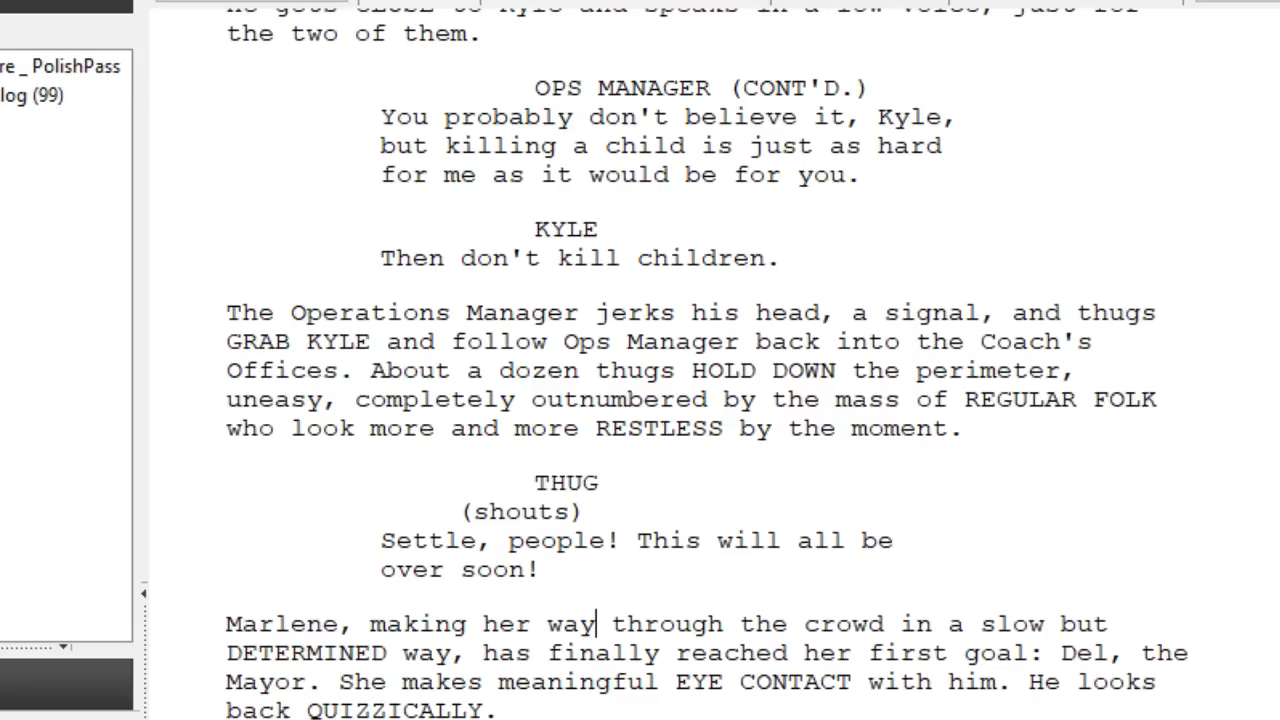 the two of them.
re _ PolishPass
log (99)
OPS MANAGER (CONT'D.)
You probably don't believe it, Kyle,
but killing a child is just as hard
for me as it would be for you.
KYLE
Then don't kill children.
The Operations Manager jerks his head, a signal, and thugs
GRAB KYLE and follow Ops Manager back into the Coach's
Offices. About a dozen thugs HOLD DOWN the perimeter,
uneasy, completely outnumbered by the mass of REGULAR FOLK
who look more and more RESTLESS by the moment.
THUG
(shouts)
Settle, people! This will all be
over soon!
Marlene, making her way through the crowd in a slow but
DETERMINED way, has finally reached her first goal: Del, the
Mayor. She makes meaningful EYE CONTACT with him. He looks
back QUIZZICALLY.